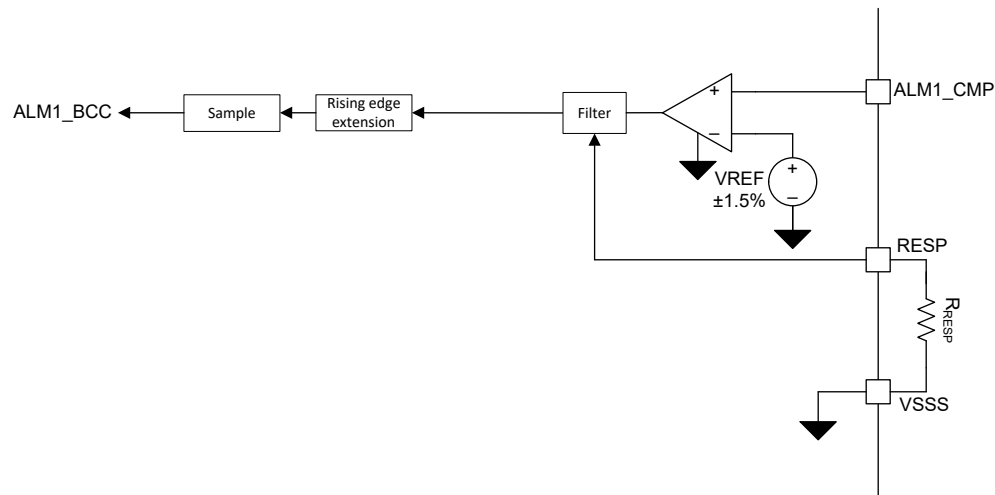 ALM1_CMP
ALM1_BCC
Sample
Rising edge
extension
Filter
+
−
VREF
±1.5%
+
−
RESP
RRESP
VSSS